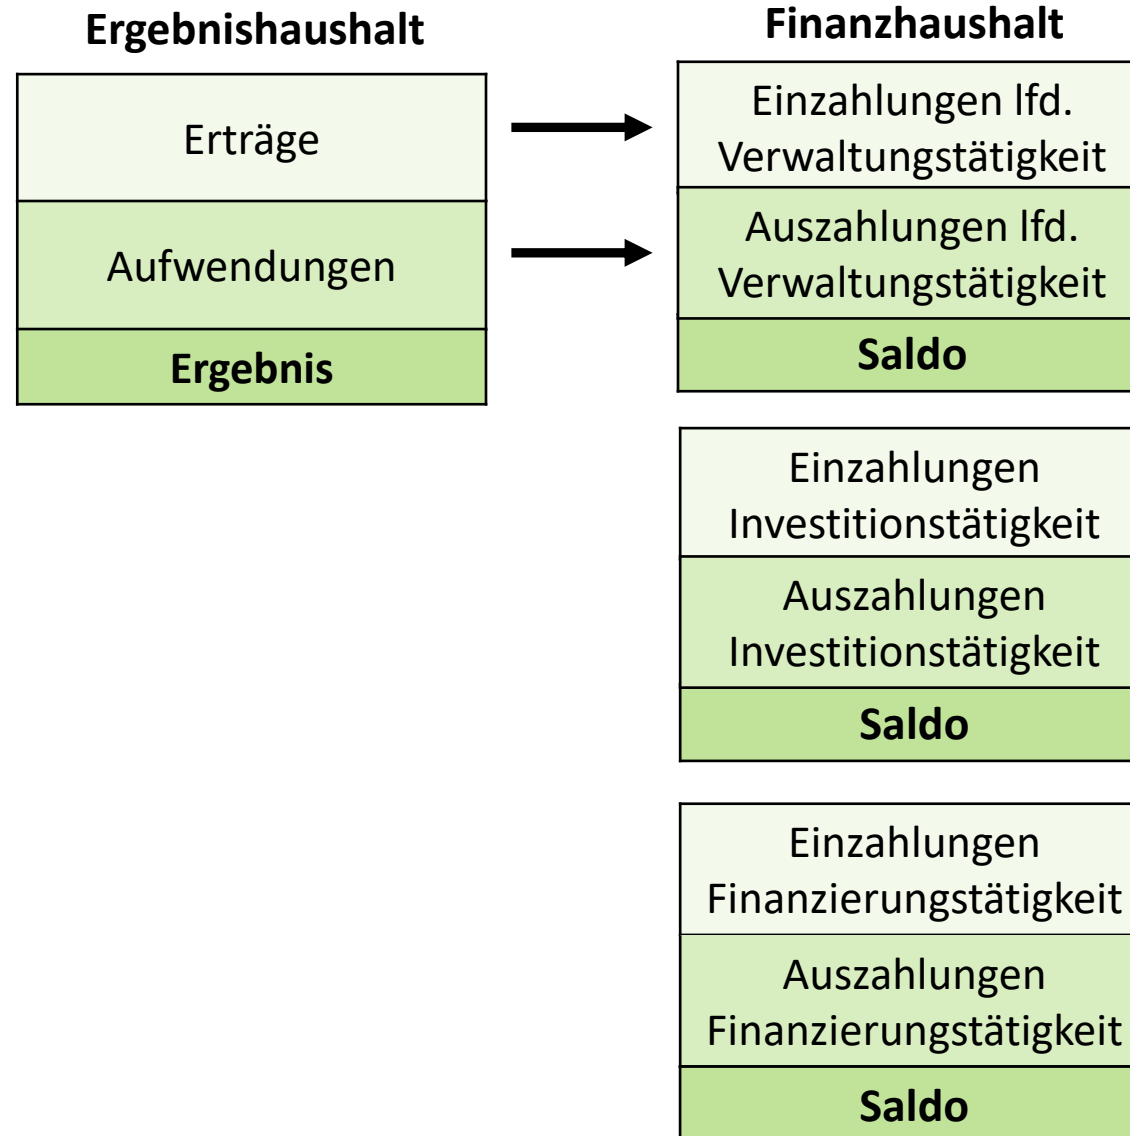 Ergebnishaushalt
Erträge
Aufwendungen
Ergebnis
Finanzhaushalt
Einzahlungen lfd.
Verwaltungstätigkeit
Auszahlungen lfd.
Verwaltungstätigkeit
Saldo
Einzahlungen
Investitionstätigkeit
Auszahlungen
Investitionstätigkeit
Saldo
Einzahlungen
Finanzierungstätigkeit
Auszahlungen
Finanzierungstätigkeit
Saldo